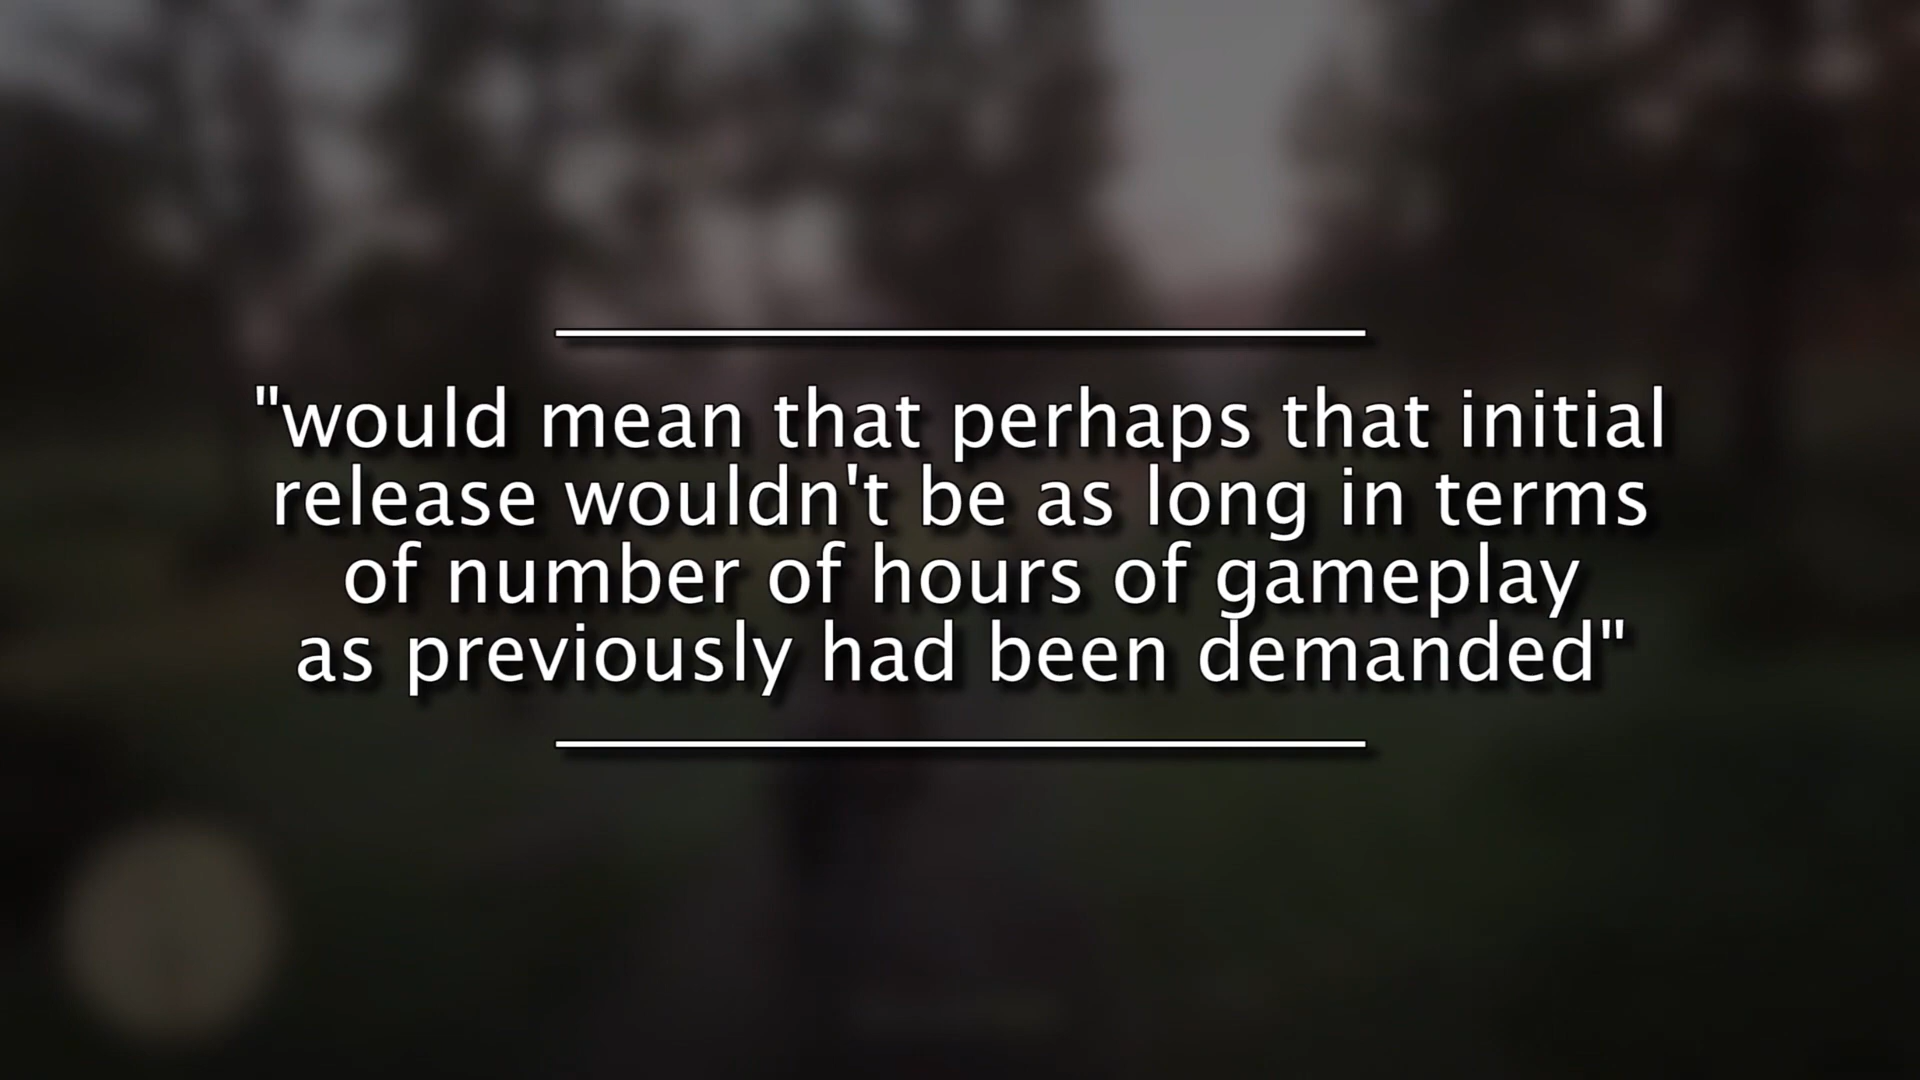 "would mean that perhaps that initial
release wouldn't be as long in terms
of number of hours of gameplay
as previously had been demanded"